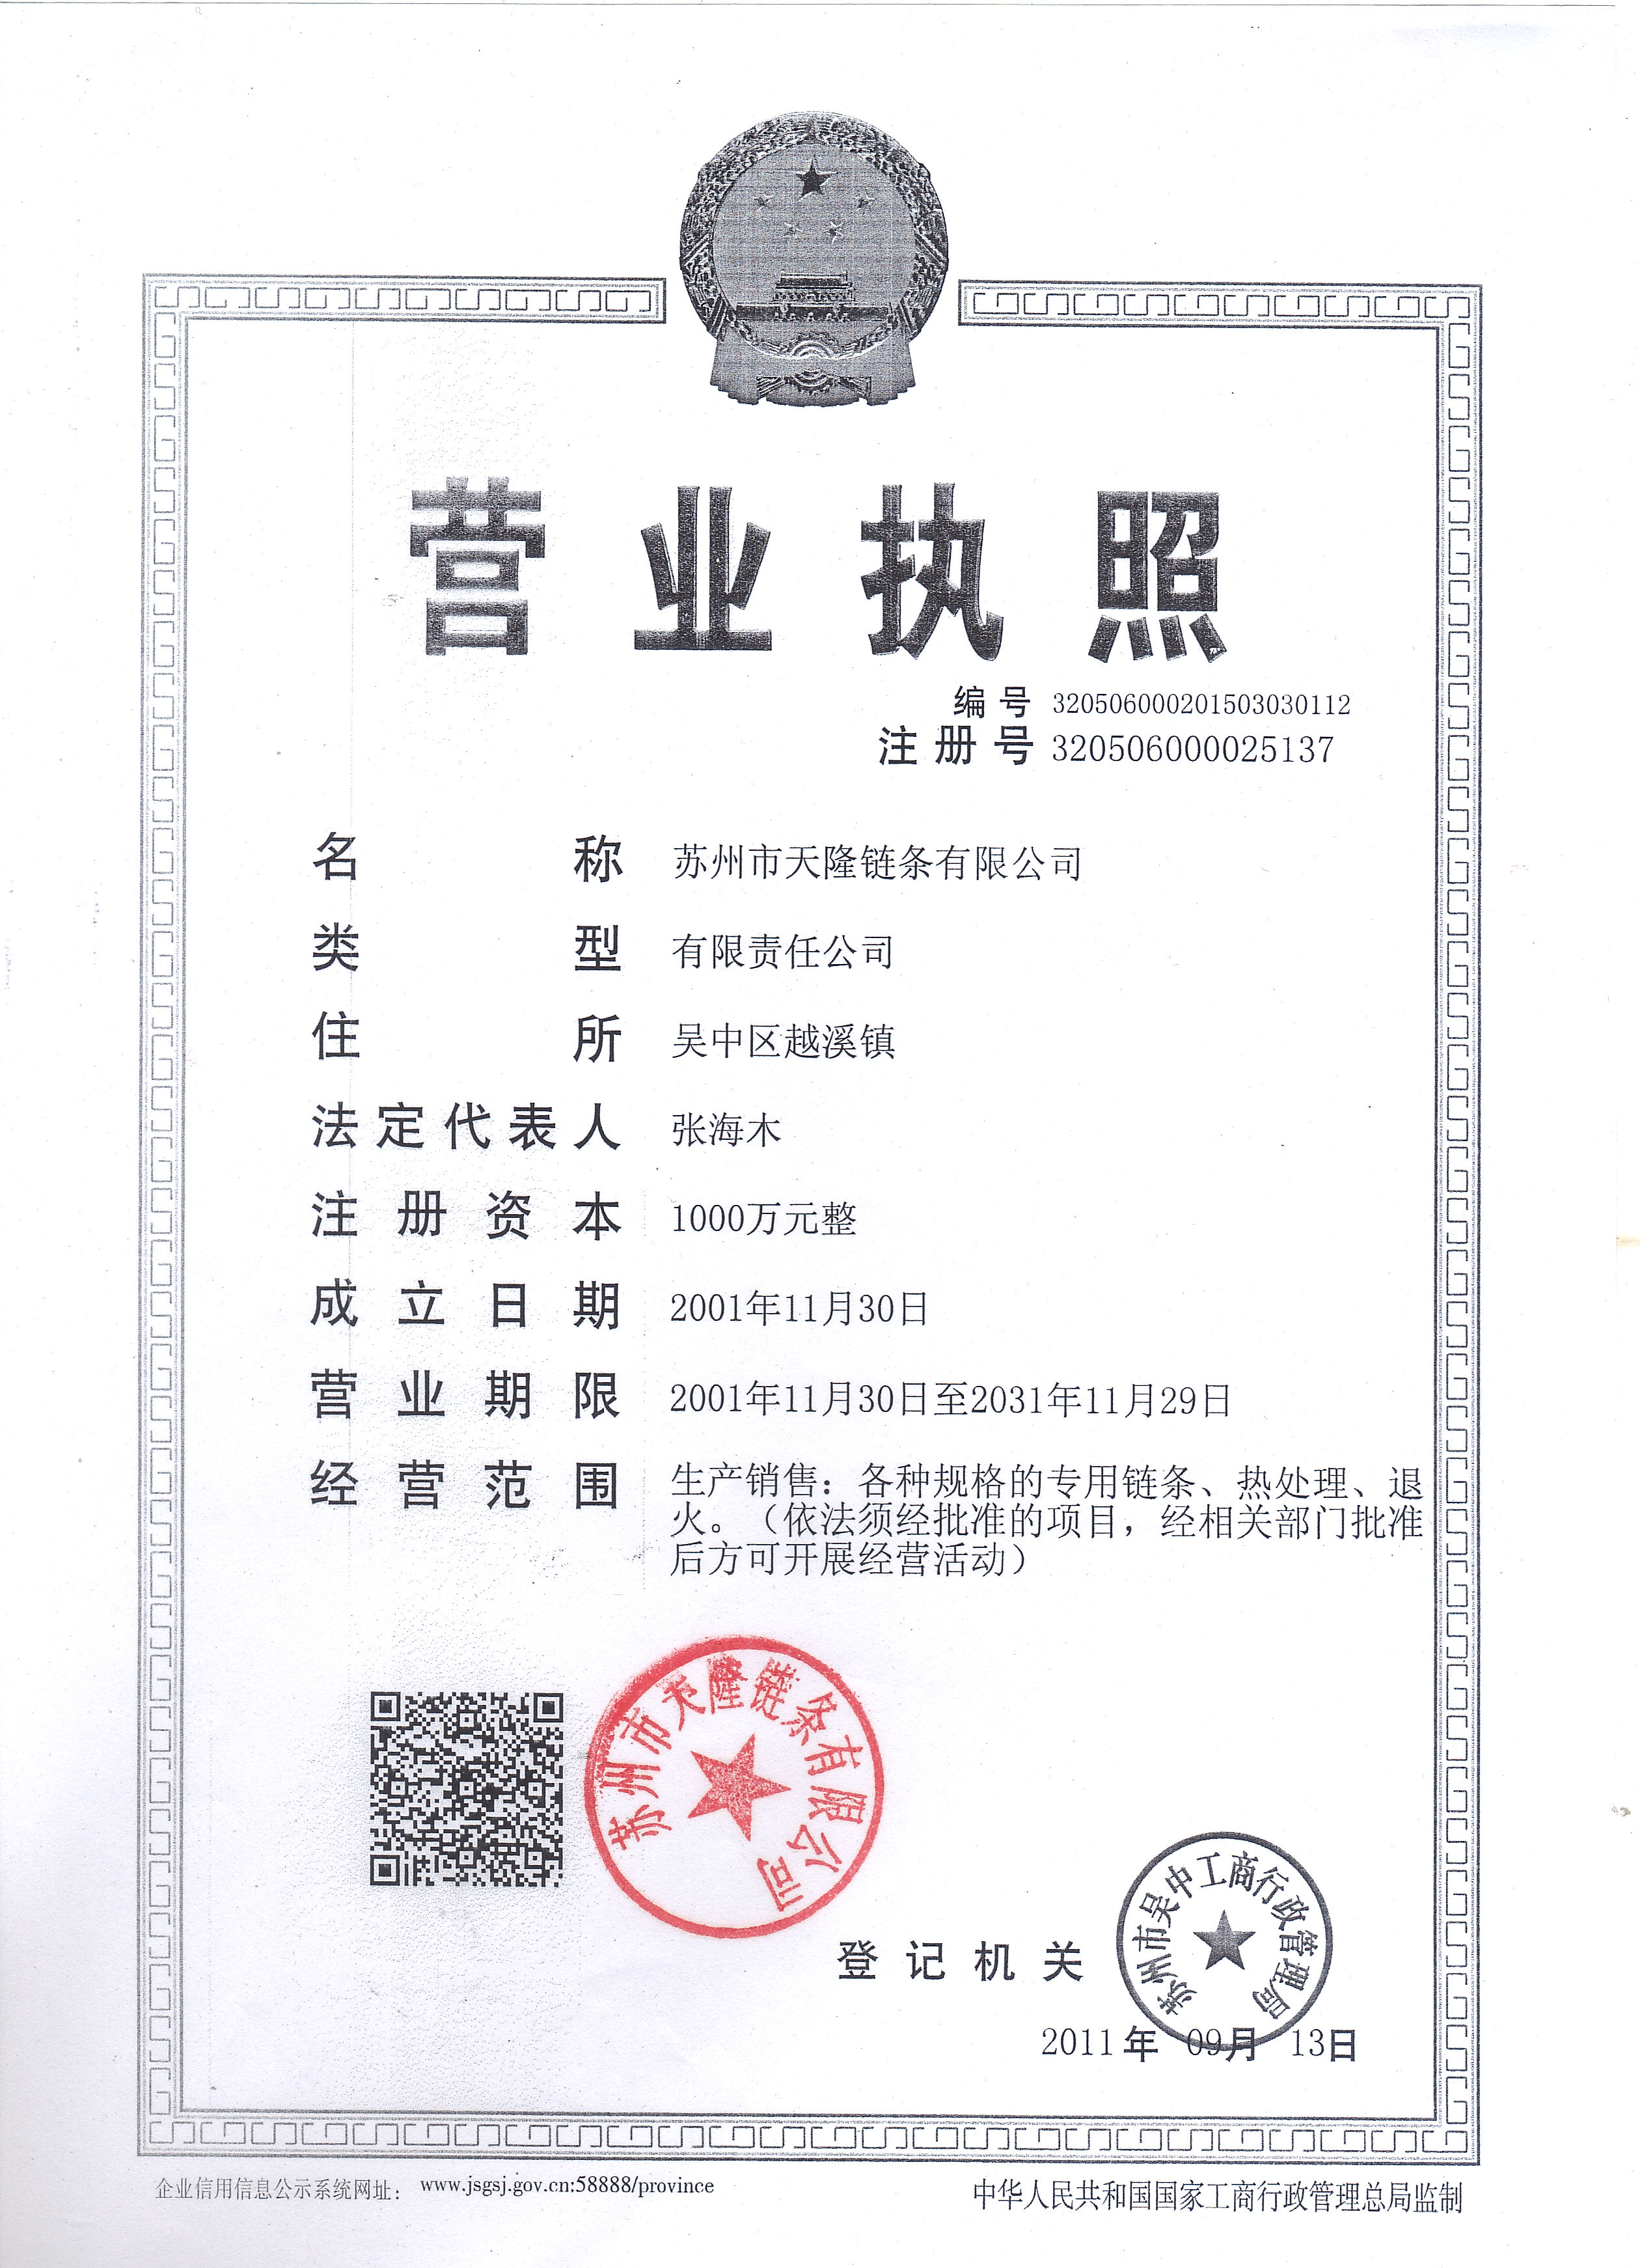 营业执照
编号 320506000201503030112
注册号 320506000025137
名称 苏州市天隆链条有限公司
类型 有限责任公司
住所 吴中区越溪镇
法定代表人 张海木
注册资本 1000万元整
成立日期 2001年11月30日
营业期限 2001年11月30日至2031年11月29日
经营范围 生产销售：各种规格的专用链条、热处理、退
火。（依法须经批准的项目，经相关部门批准
后方可开展经营活动）
苏州市天隆链条有限公司
登记机关
苏州市吴中工商行政管理局
2011年 09月 13日
企业信用信息公示系统网址： www.jsgsj.gov.cn:58888/province
中华人民共和国国家工商行政管理总局监制